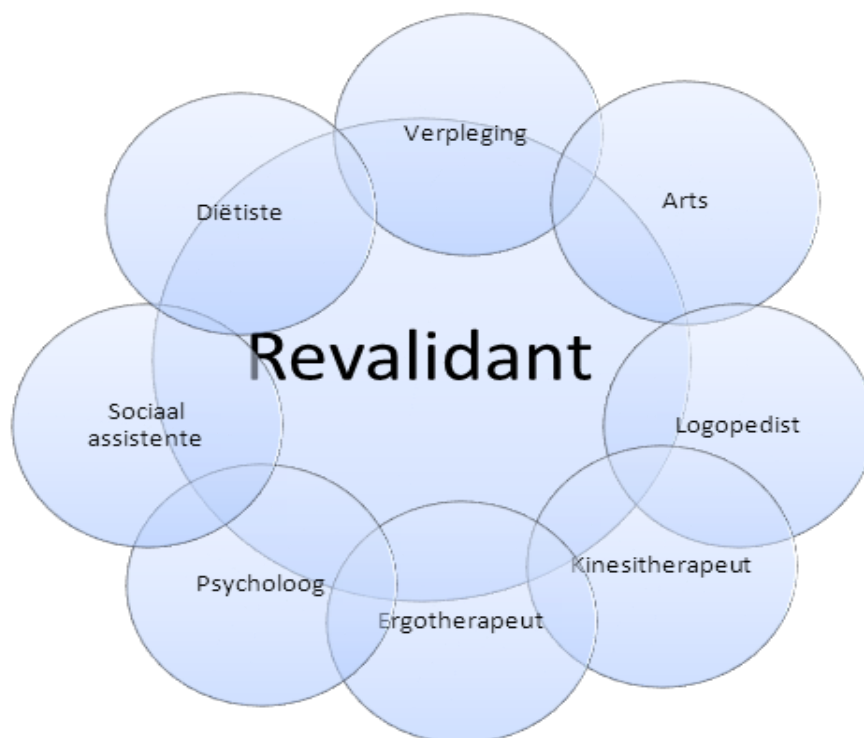 Verpleging
Arts
Diëtiste
Revalidant
Sociaal
assistente
Logopedist
Kinesitherapeut
Psycholoog
Ergotherapeut